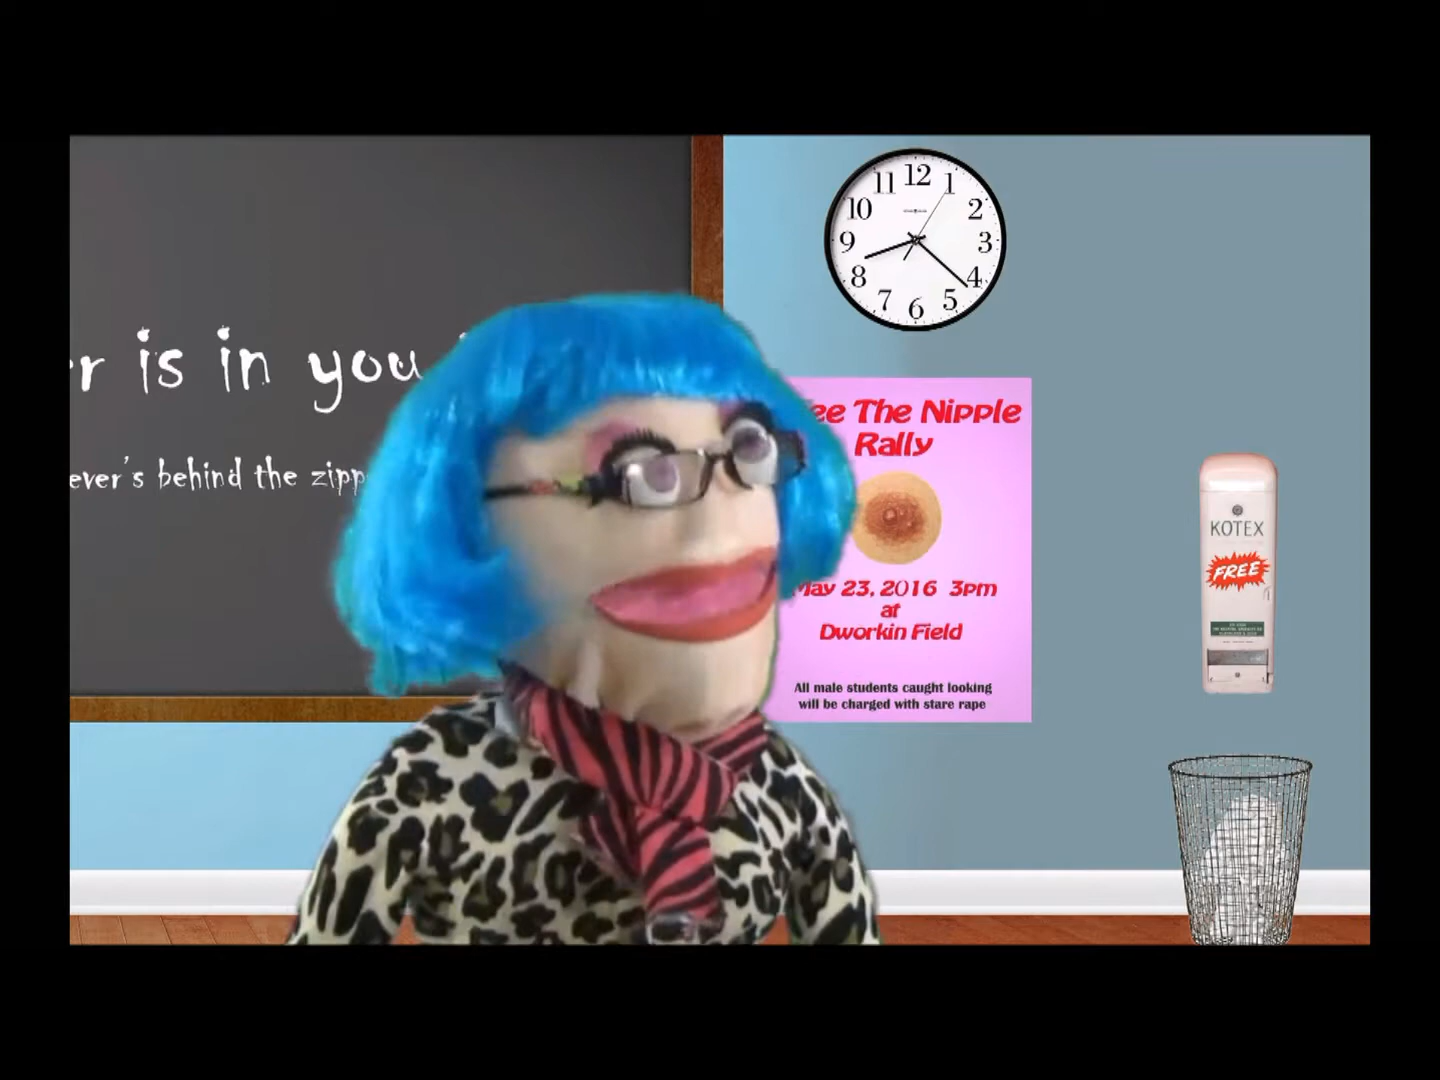 r is in you
ever's behind the zipp
12
11
1
10
2
9
3
8
4
7
5
6
ee The Nipple
Rally
May 23, 2016 3pm
at
Dworkin Field
All male students caught looking
will be charged with stare rape
KOTEX
FREE